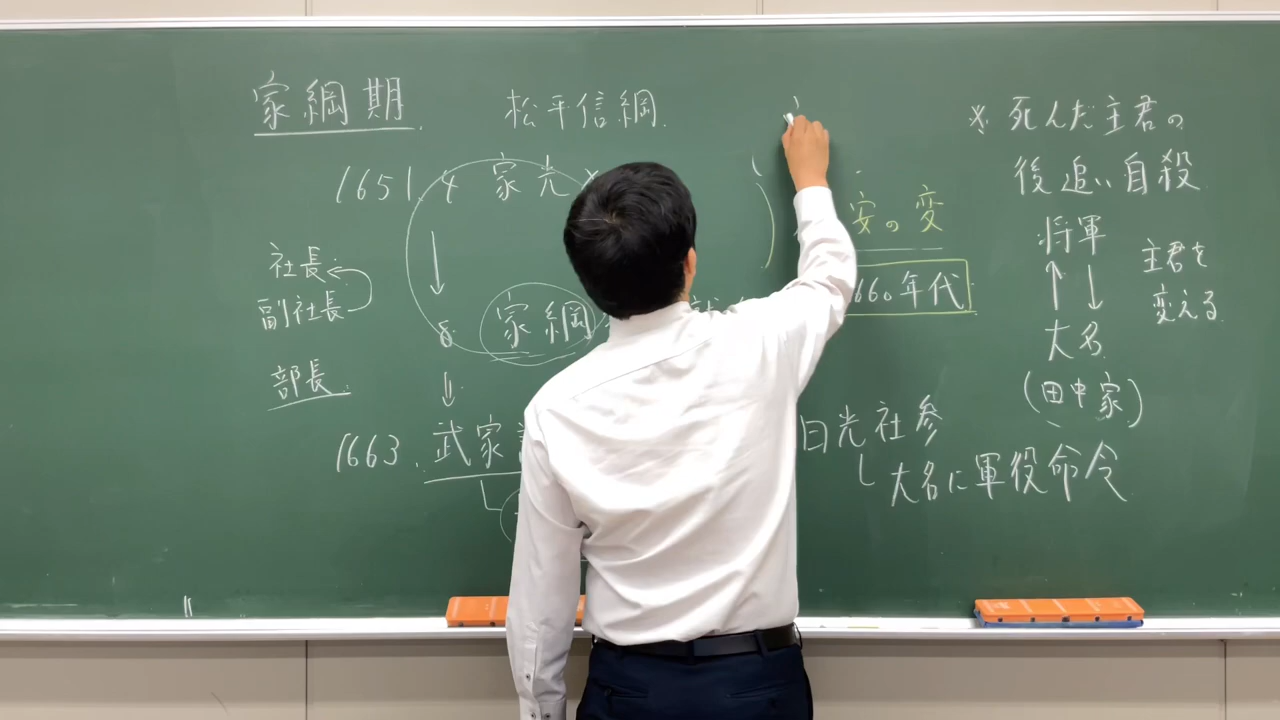 家綱期
松平信綱
1651.4 家光
社長
副社長
8 家綱
部長
1663. 武家
安の変
660年代
日光社参
大名に軍役命令
※死んだ主君の
後追い自殺
将軍
大名
(田中家)
主君を
変える